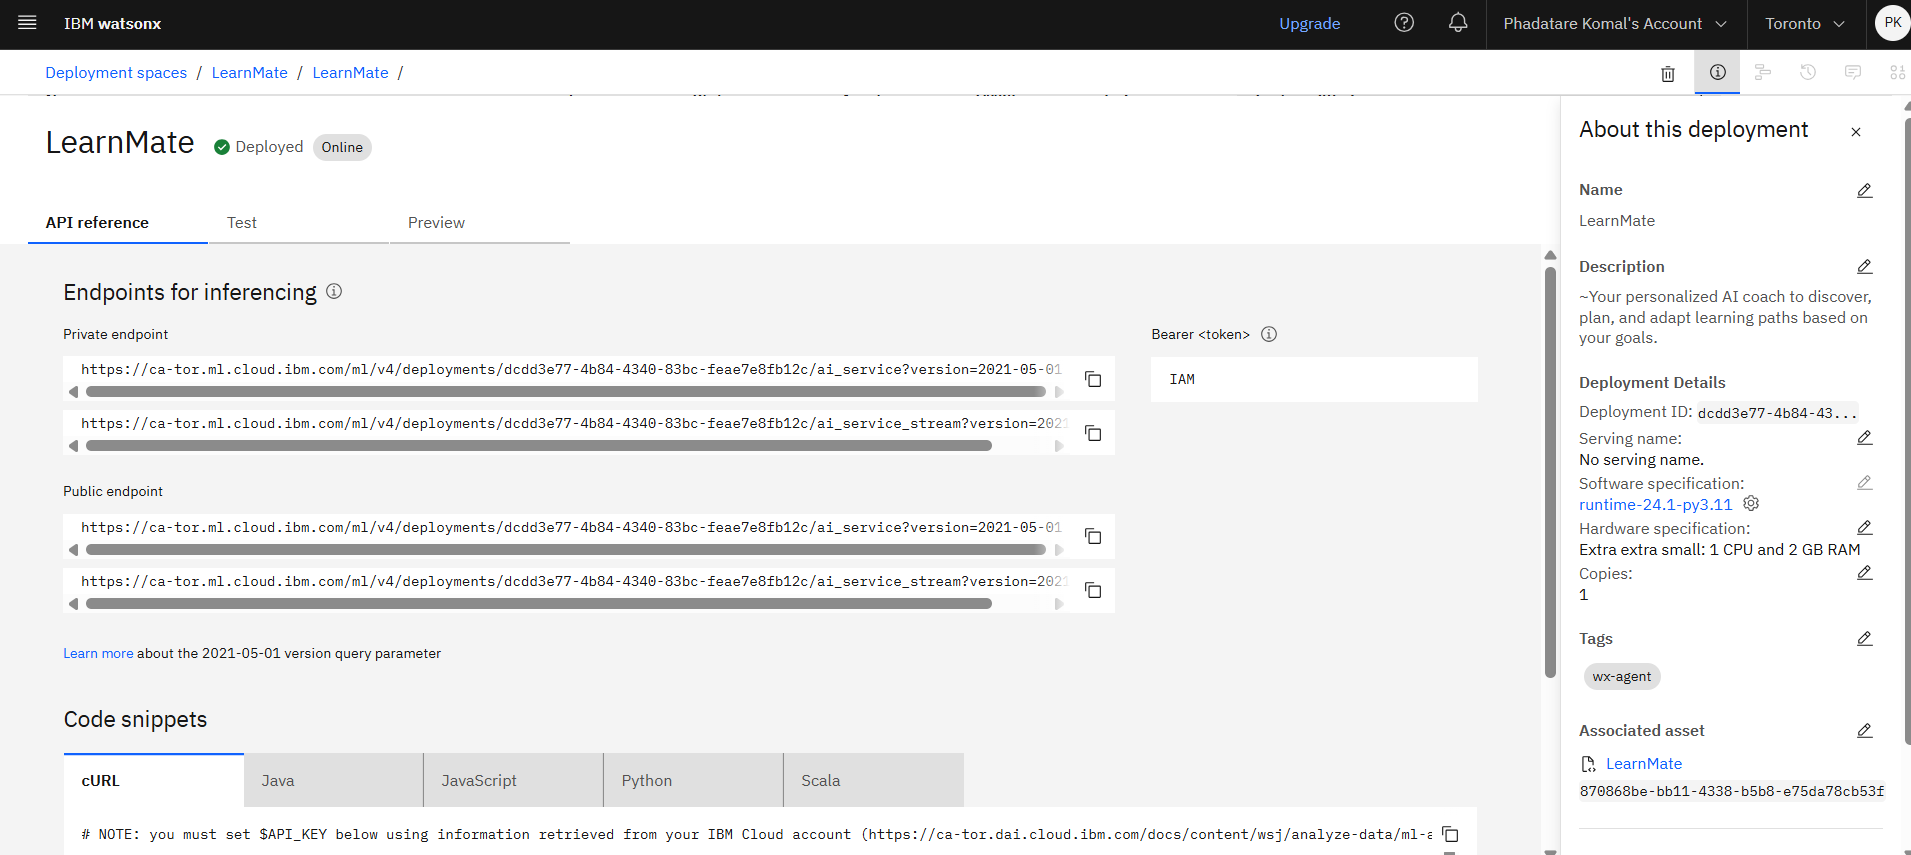 IBM watsonx
Upgrade
Phadatare Komal's Account
Toronto
PK
Deployment spaces / LearnMate / LearnMate /
LearnMate
Deployed
Online
API reference
Test
Preview
Endpoints for inferencing
Private endpoint
https://ca-tor.ml.cloud.ibm.com/ml/v4/deployments/dcdd3e77-4b84-4340-83bc-feae7e8fb12c/ai_service?version=2021-05-01
https://ca-tor.ml.cloud.ibm.com/ml/v4/deployments/dcdd3e77-4b84-4340-83bc-feae7e8fb12c/ai_service_stream?version=2021
Bearer <token>
IAM
Public endpoint
https://ca-tor.ml.cloud.ibm.com/ml/v4/deployments/dcdd3e77-4b84-4340-83bc-feae7e8fb12c/ai_service?version=2021-05-01
https://ca-tor.ml.cloud.ibm.com/ml/v4/deployments/dcdd3e77-4b84-4340-83bc-feae7e8fb12c/ai_service_stream?version=2021
Learn more about the 2021-05-01 version query parameter
Code snippets
cURL
Java
JavaScript
Python
Scala
# NOTE: you must set $API_KEY below using information retrieved from your IBM Cloud account (https://ca-tor.dai.cloud.ibm.com/docs/content/wsj/analyze-data/ml-a
About this deployment
Name
LearnMate
Description
~Your personalized AI coach to discover,
plan, and adapt learning paths based on
your goals.
Deployment Details
Deployment ID: dcdd3e77-4b84-43...
Serving name:
No serving name.
Software specification:
runtime-24.1-py3.11
Hardware specification:
Extra extra small: 1 CPU and 2 GB RAM
Copies:
1
Tags
wx-agent
Associated asset
LearnMate
870868be-bb11-4338-b5b8-e75da78cb53f